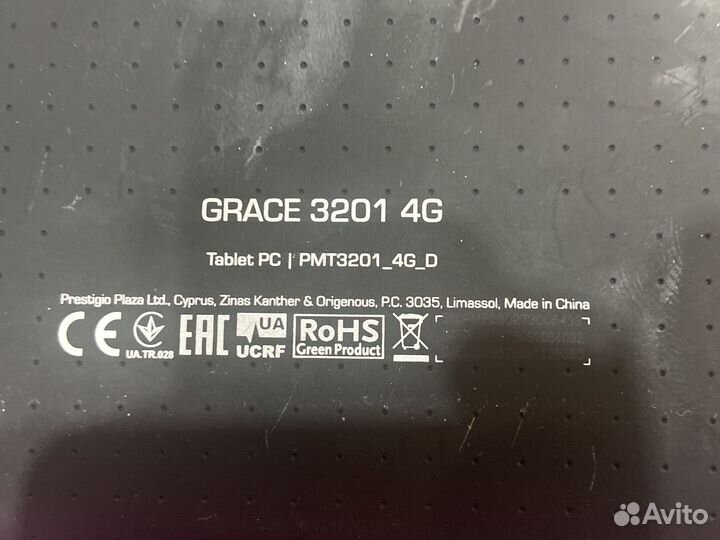 GRACE 3201 4G
Tablet PC | PMT3201_4G_D
Prestigio Plaza Ltd., Cyprus, Zinas Kanther & Origenous, P.C. 3035, Limassol, Made in China
CE UA.TR.028 EAC UA UCRF RoHS Green Product
Avito